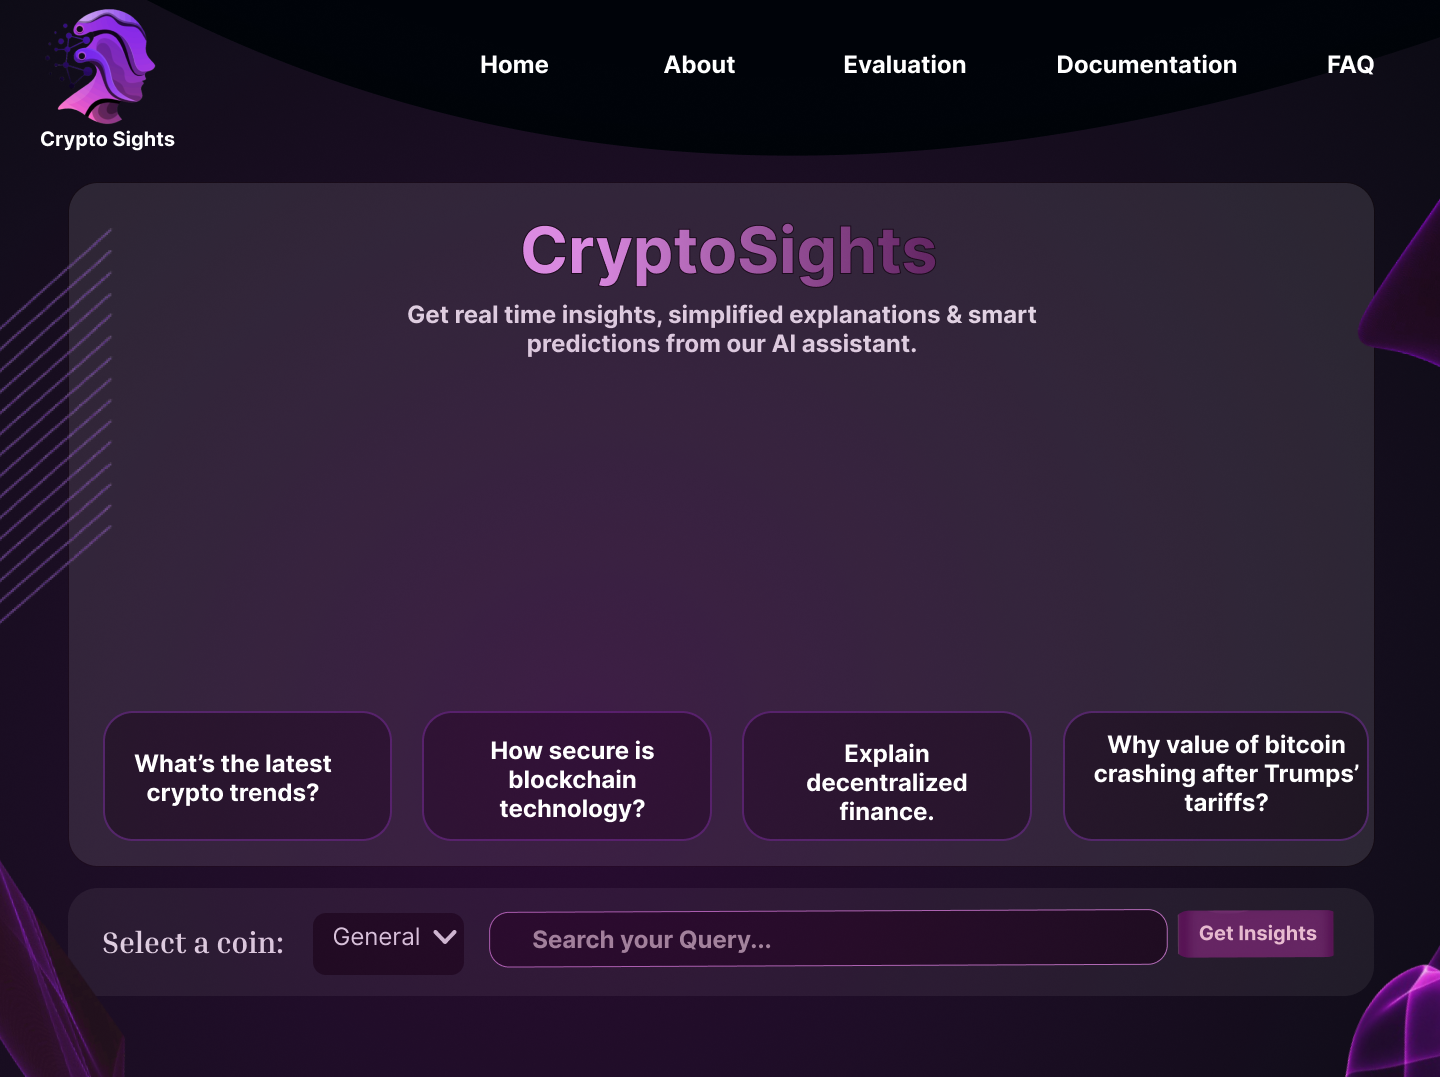 Home About Evaluation Documentation FAQ
Crypto Sights
CryptoSights
Get real time insights, simplified explanations & smart
predictions from our AI assistant.
What’s the latest
crypto trends?
How secure is
blockchain
technology?
Explain
decentralized
finance.
Why value of bitcoin
crashing after Trumps’
tariffs?
Select a coin:
General
Search your Query...
Get Insights